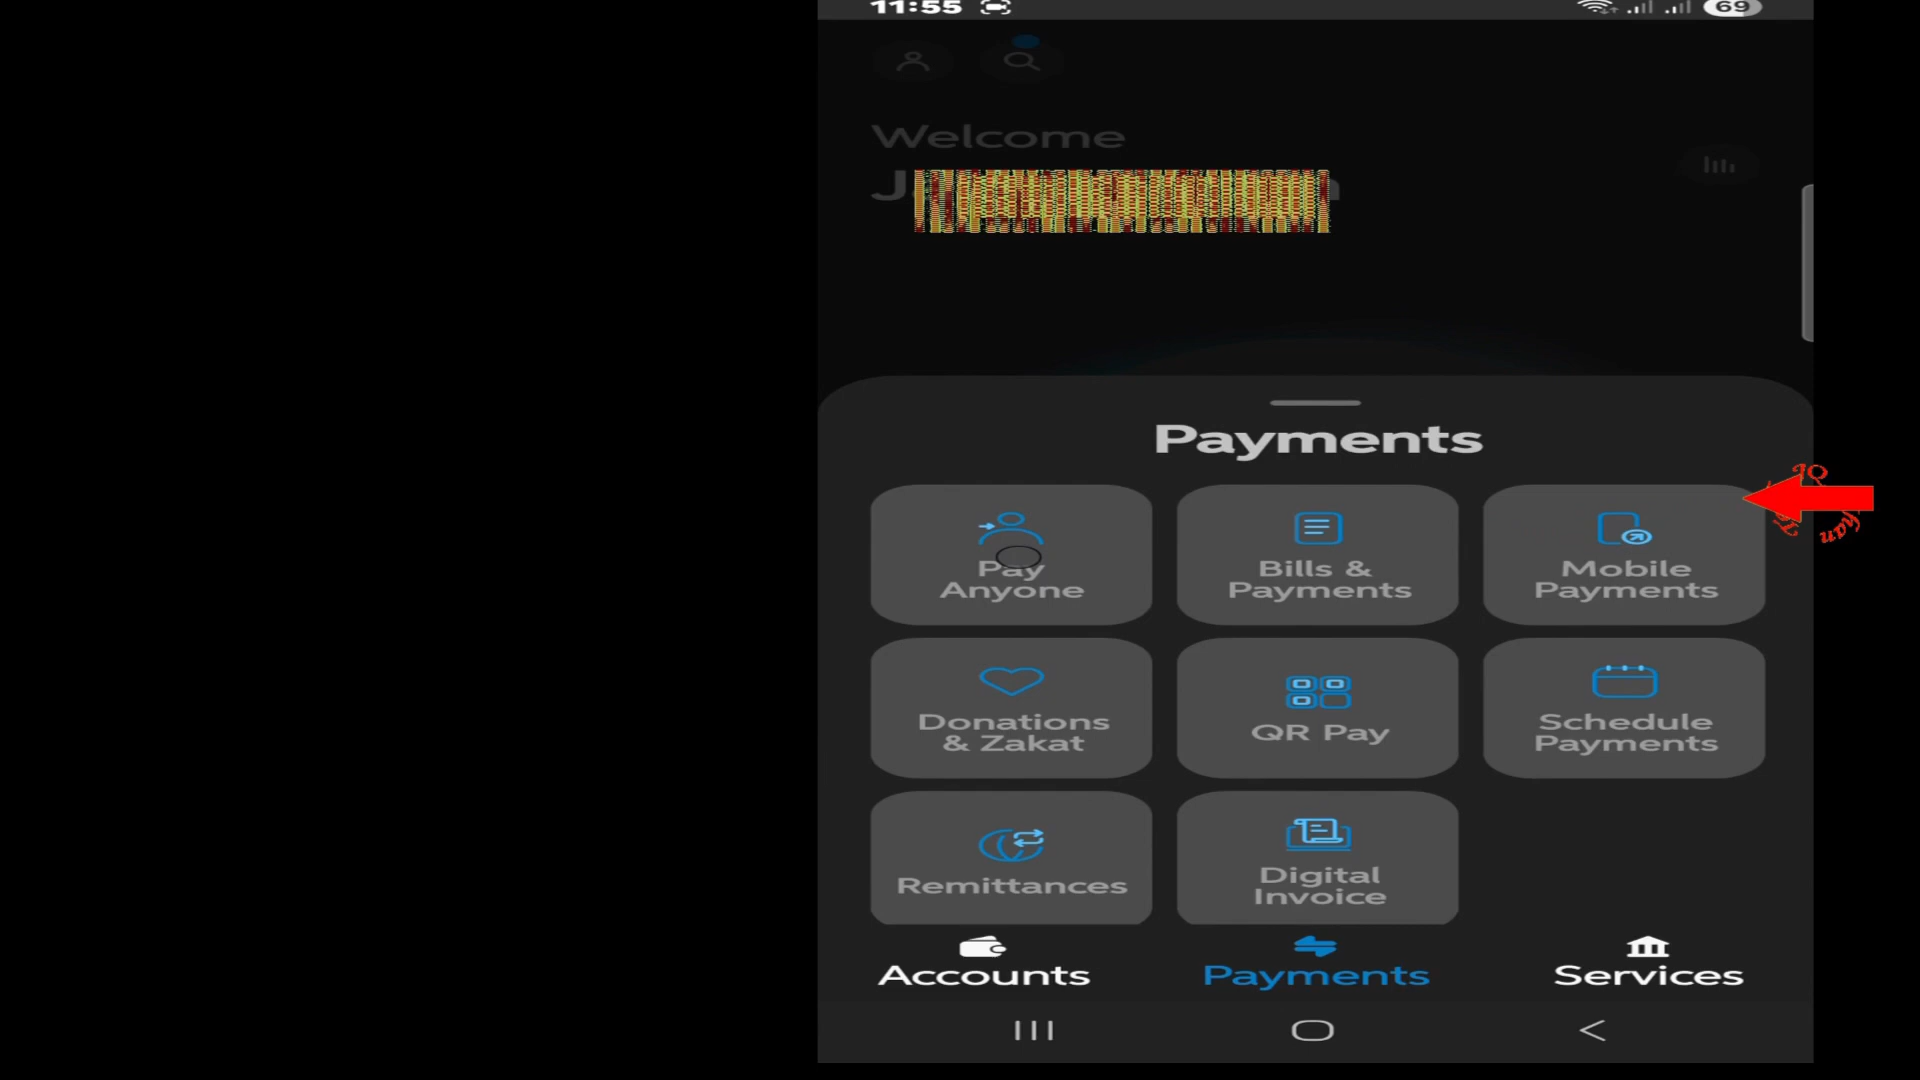 11:55
69
Welcome
Payments
Pay
Anyone
Bills &
Payments
Mobile
Payments
Donations
& Zakat
QR Pay
Schedule
Payments
Remittances
Digital
Invoice
Accounts
Payments
Services